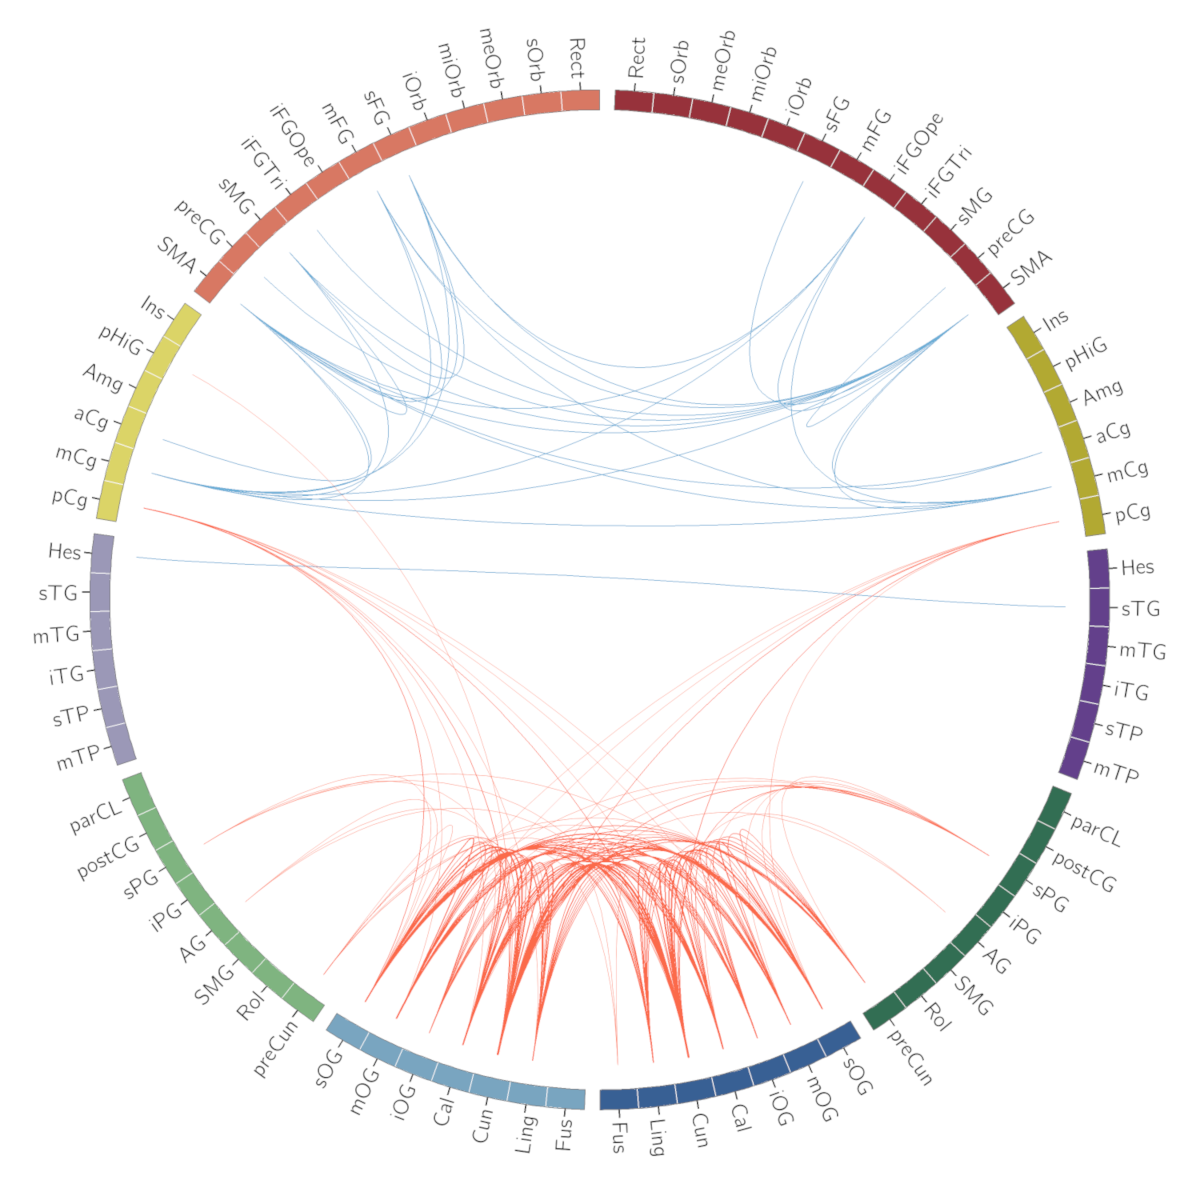 Rect
sOrb
meOrb
miOrb
iOrb
sFG
mFG
iFGOpe
iFGTri
sMG
preCG
SMA
Ins
pHiG
Amg
aCg
mCg
pCg
Hes
sTG
mTG
iTG
sTP
mTP
parCL
postCG
sPG
iPG
AG
SMG
Rol
preCun
sOG
mOG
iOG
Cal
Cun
Ling
Fus
Fus
Ling
Cun
Cal
iOG
mOG
sOG
preCun
Rol
SMG
AG
iPG
sPG
postCG
parCL
mTP
sTP
iTG
mTG
sTG
Hes
pCg
mCg
aCg
Amg
pHiG
Ins
SMA
preCG
sMG
iFGTri
iFGOpe
mFG
sFG
iOrb
miOrb
meOrb
sOrb
Rect